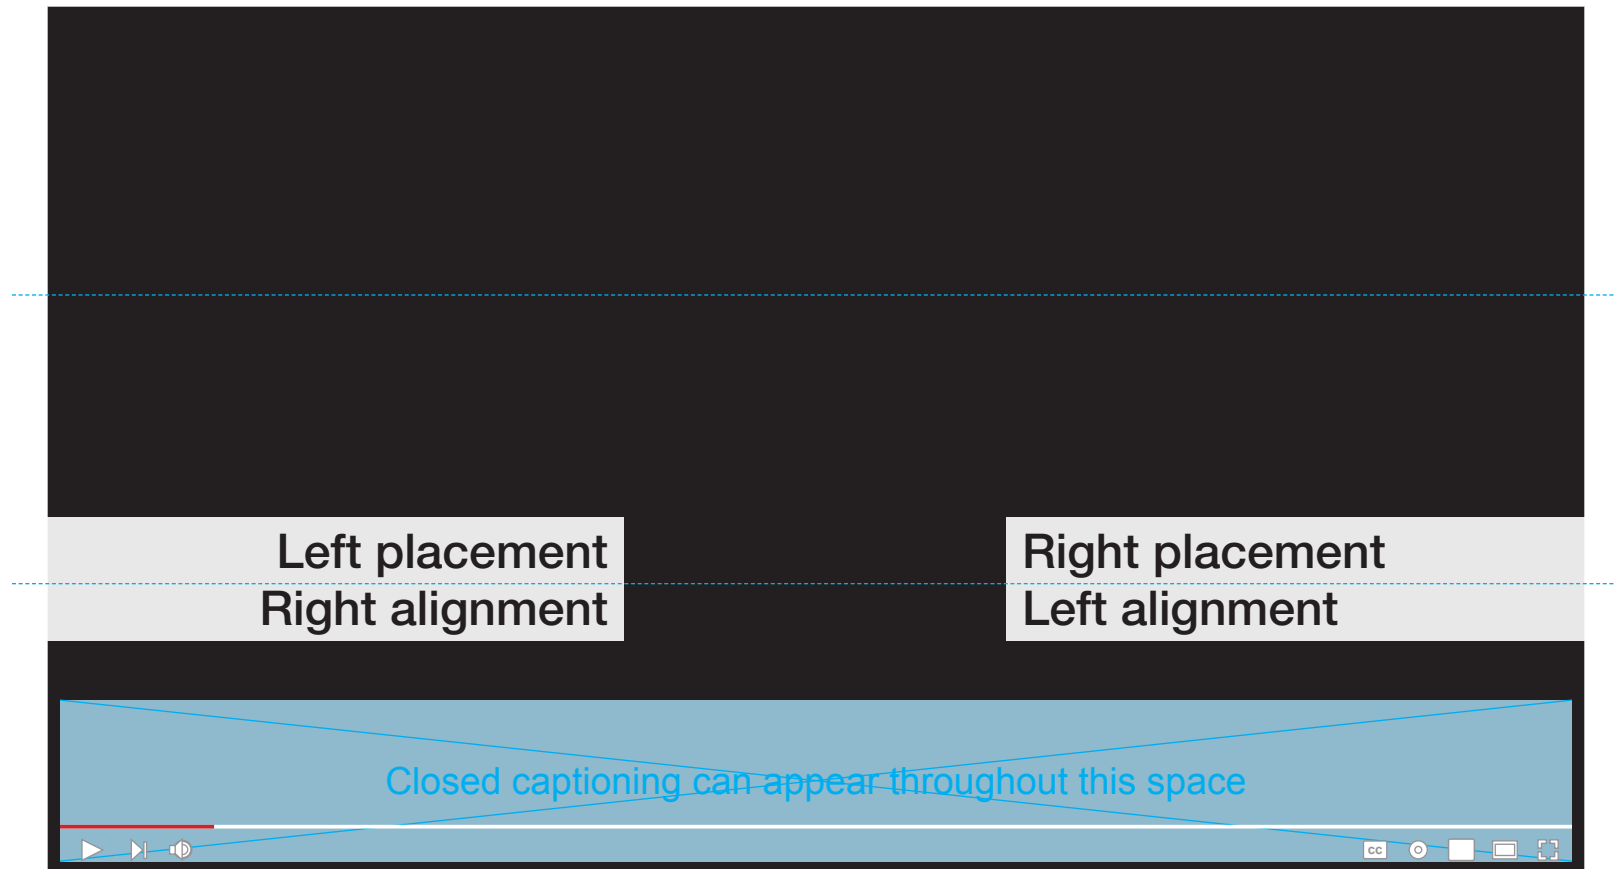 Left placement
Right alignment
Right placement
Left alignment
Closed captioning can appear throughout this space
cc